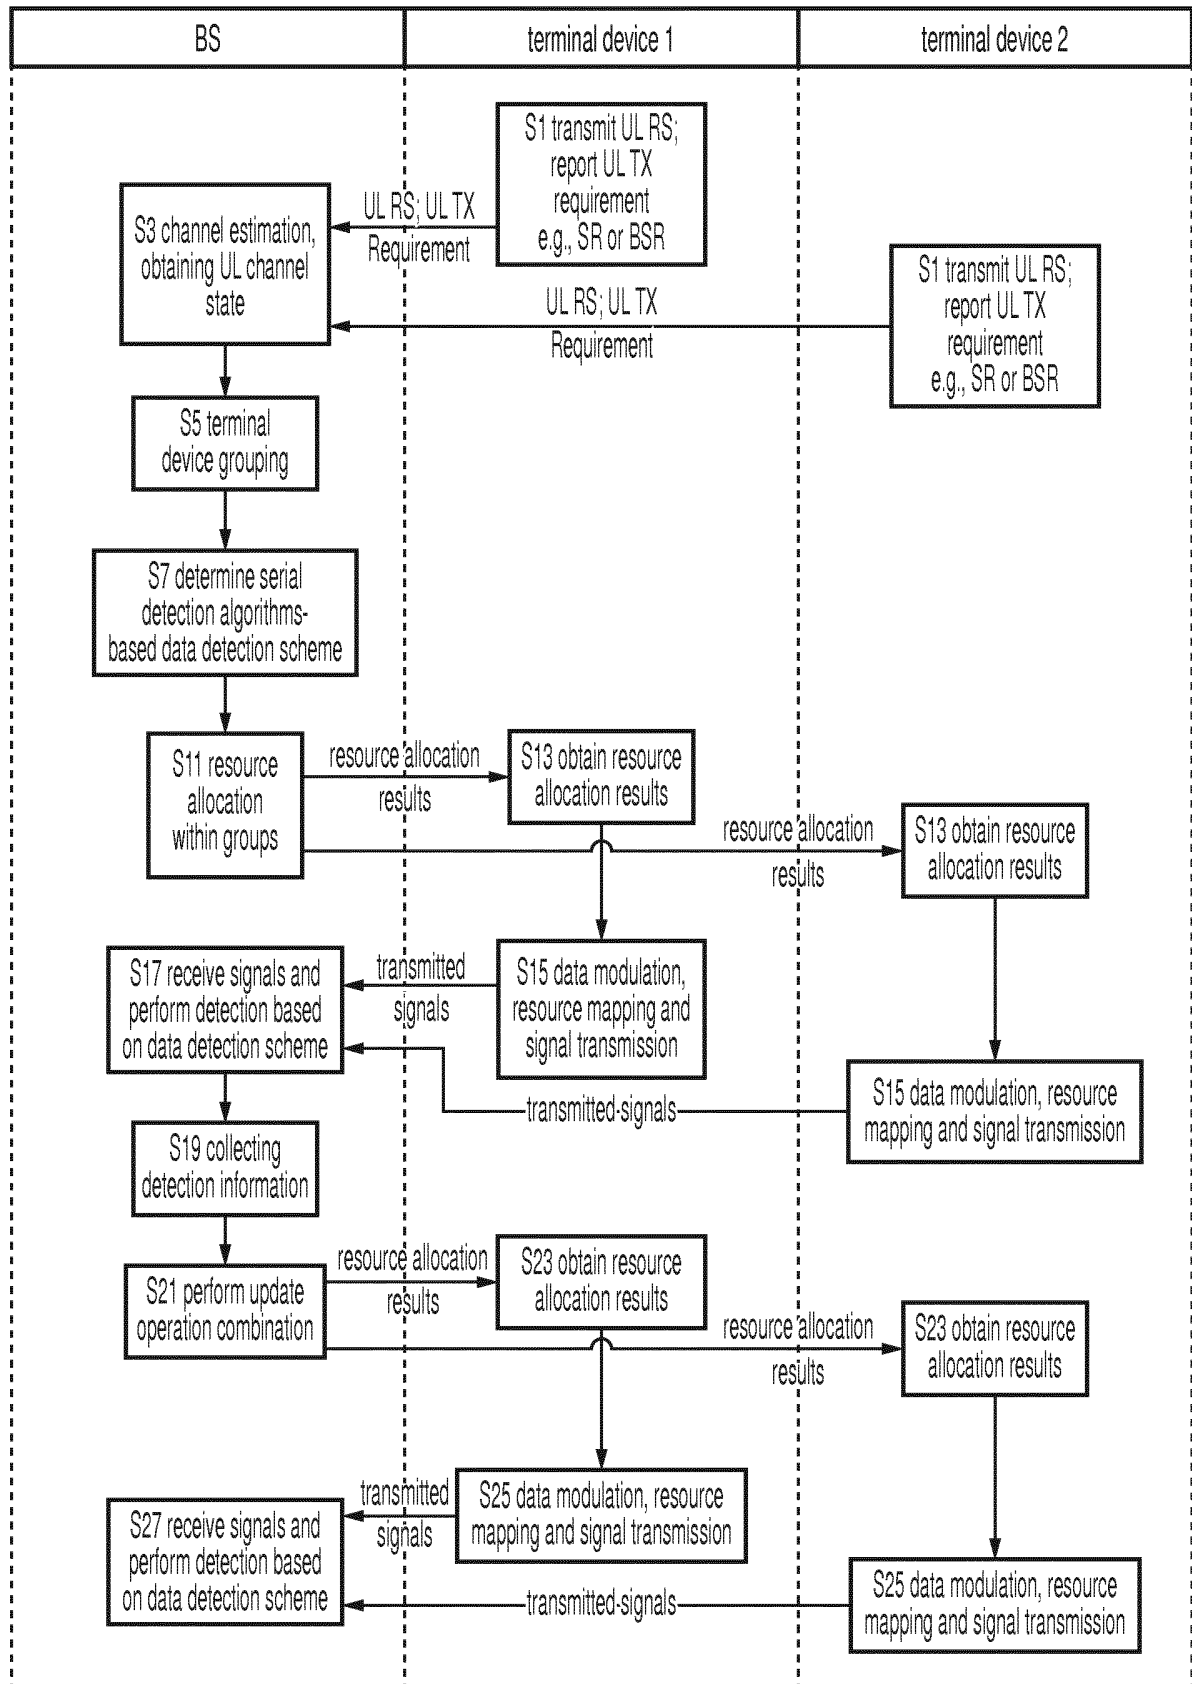 BS
terminal device 1
terminal device 2
S1 transmit UL RS;
report UL TX
requirement
e.g., SR or BSR
UL RS; UL TX
Requirement
S3 channel estimation,
obtaining UL channel
state
S1 transmit UL RS;
report UL TX
requirement
e.g., SR or BSR
UL RS; UL TX
Requirement
S5 terminal
device grouping
S7 determine serial
detection algorithms-
based data detection scheme
S11 resource
allocation
within groups
resource allocation
results
S13 obtain resource
allocation results
resource allocation
results
S13 obtain resource
allocation results
S17 receive signals and
perform detection based
on data detection scheme
transmitted
signals
S15 data modulation,
resource mapping and
signal transmission
transmitted-signals
S15 data modulation, resource
mapping and signal transmission
S19 collecting
detection information
S21 perform update
operation combination
resource allocation
results
S23 obtain resource
allocation results
resource allocation
results
S23 obtain resource
allocation results
transmitted
signals
S25 data modulation, resource
mapping and signal transmission
S27 receive signals and
perform detection based
on data detection scheme
transmitted-signals
S25 data modulation, resource
mapping and signal transmission